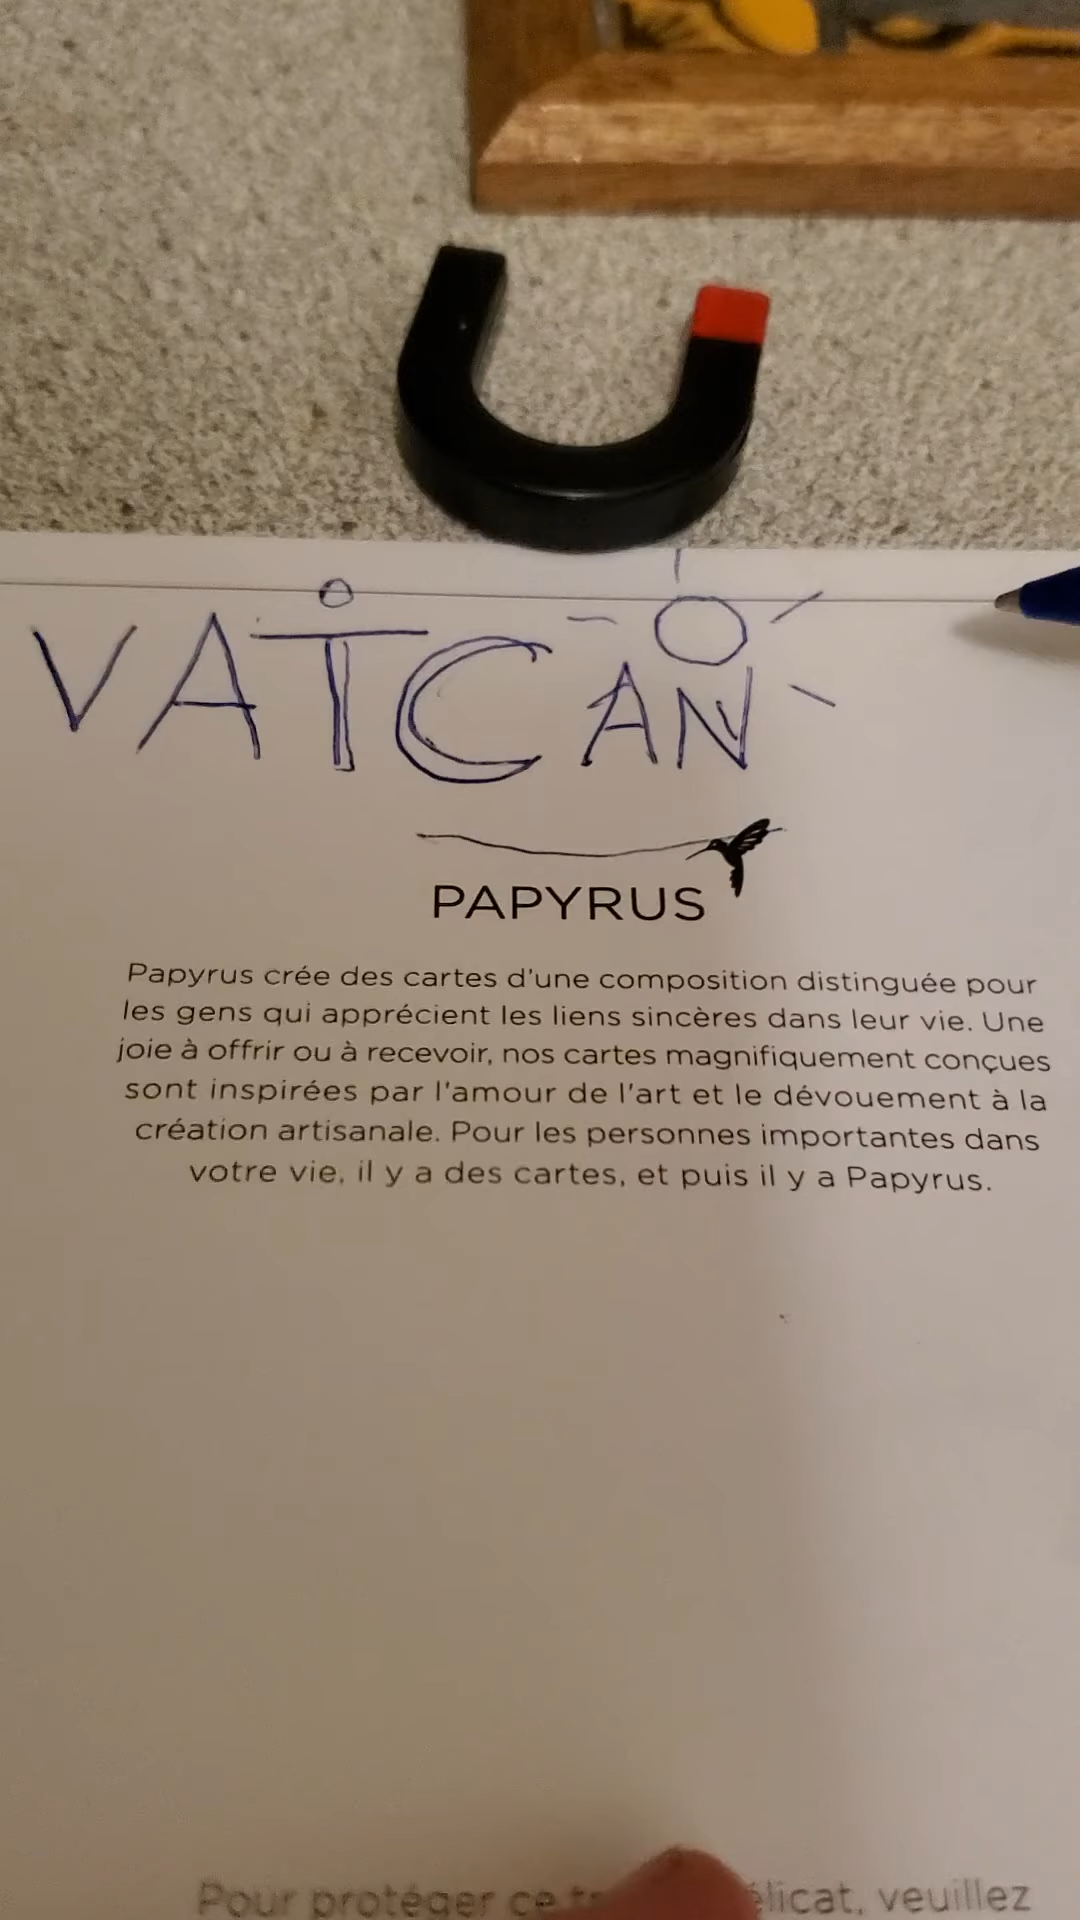 VATCAN
PAPYRUS
Papyrus crée des cartes d'une composition distinguée pour
les gens qui apprécient les liens sincères dans leur vie. Une
joie à offrir ou à recevoir, nos cartes magnifiquement conçues
sont inspirées par l'amour de l'art et le dévouement à la
création artisanale. Pour les personnes importantes dans
votre vie, il y a des cartes, et puis il y a Papyrus.
Pour protéger ce veuillez